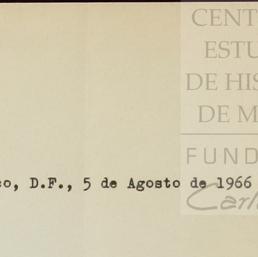 CENT
ESTU
DE HIS
DE M
FUND
Carl
co, D.F., 5 de Agosto de 1966